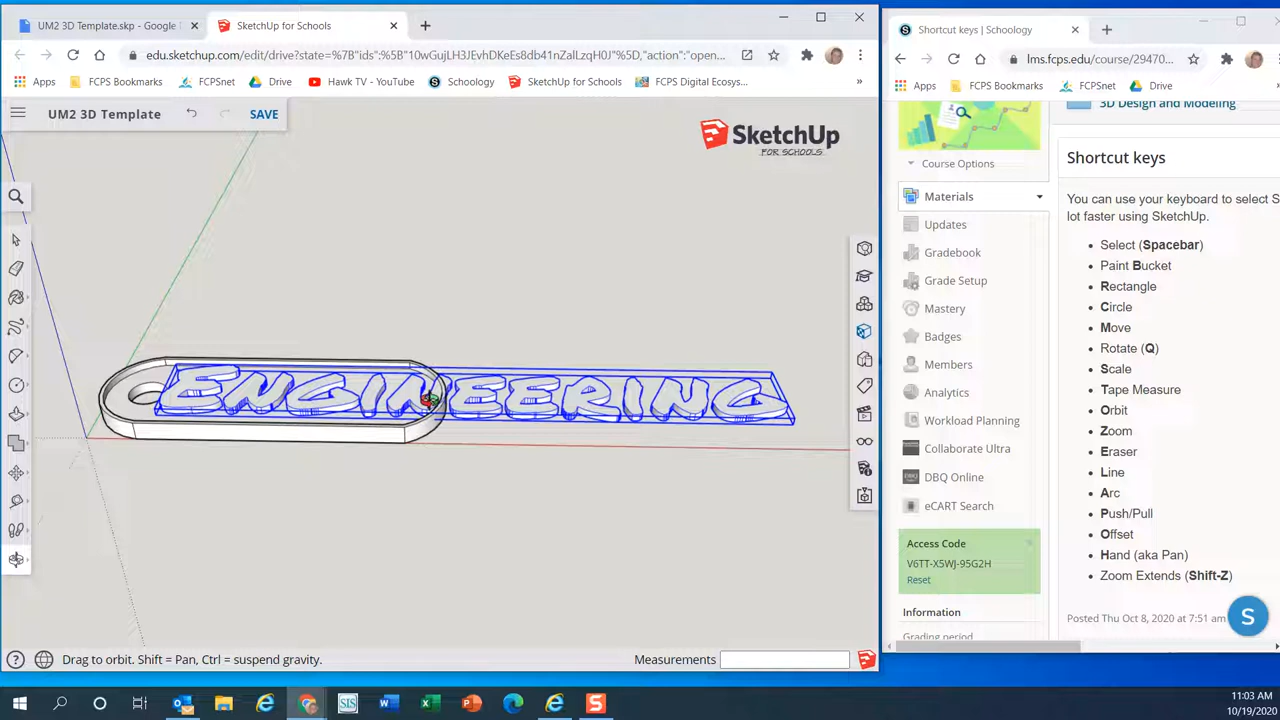 UM2 3D Template.skp - Google
SketchUp for Schools
edu.sketchup.com/edit/drive?state=%7B"ids"%3A%5B"10wGujLH3JEvhDKeEs8db41nZalLzqH0J"%5D,"action":"open...
Apps
FCPS Bookmarks
FCPSnet
Drive
Hawk TV - YouTube
Schoology
SketchUp for Schools
FCPS Digital Ecosy...
»
UM2 3D Template
SAVE
SketchUp
FOR SCHOOLS
ENGINEERING
Drag to orbit. Shift = Pan, Ctrl = suspend gravity.
Measurements
Shortcut keys | Schoology
lms.fcps.edu/course/29470...
Apps
FCPS Bookmarks
FCPSnet
Drive
3D Design and Modeling
Course Options
Materials
Updates
Gradebook
Grade Setup
Mastery
Badges
Members
Analytics
Workload Planning
Collaborate Ultra
DBQ Online
eCART Search
Access Code
V6TT-X5WJ-95G2H
Reset
Information
Grading period
Shortcut keys
You can use your keyboard to select S
lot faster using SketchUp.
Select (Spacebar)
Paint Bucket
Rectangle
Circle
Move
Rotate (Q)
Scale
Tape Measure
Orbit
Zoom
Eraser
Line
Arc
Push/Pull
Offset
Hand (aka Pan)
Zoom Extends (Shift-Z)
Posted Thu Oct 8, 2020 at 7:51 am
S
SIS
11:03 AM
10/19/2020